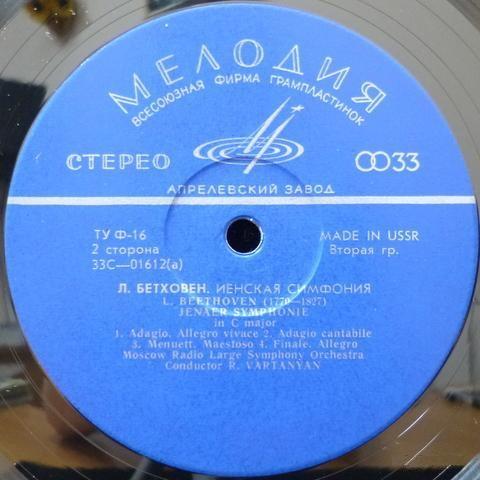 МЕЛОДИЯ
ВСЕСОЮЗНАЯ ФИРМА ГРАМПЛАСТИНОК
СТЕРЕО
33
АПРЕЛЕВСКИЙ ЗАВОД
ТУ Ф-16
MADE IN USSR
2 сторона
Вторая гр.
33С—01612(а)
Л. БЕТХОВЕН. ИЕНСКАЯ СИМФОНИЯ
L. BEETHOVEN (1770—1827)
JENAER SYMPHONIE
in C major
1. Adagio. Allegro vivace 2. Adagio cantabile
3. Menuett. Maestoso 4. Finale. Allegro
Moscow Radio Large Symphony Orchestra
Conductor R. VARTANYAN